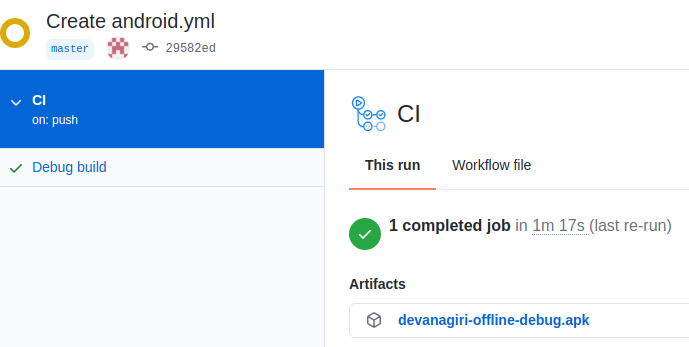 Create android.yml
master 29582ed
CI
on: push
Debug build
CI
This run Workflow file
1 completed job in 1m 17s (last re-run)
Artifacts
devanagiri-offline-debug.apk